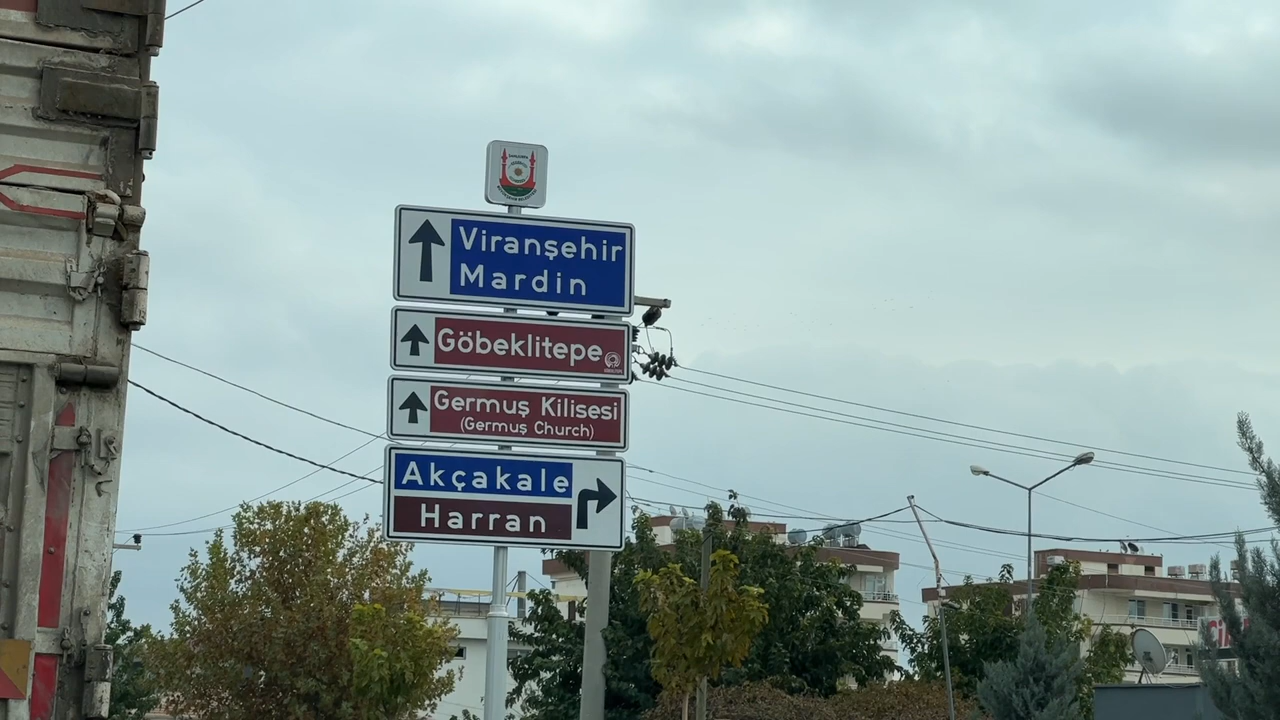 Viranşehir
Mardin
Göbeklitepe
Germuş Kilisesi
(Germuş Church)
Akçakale
Harran